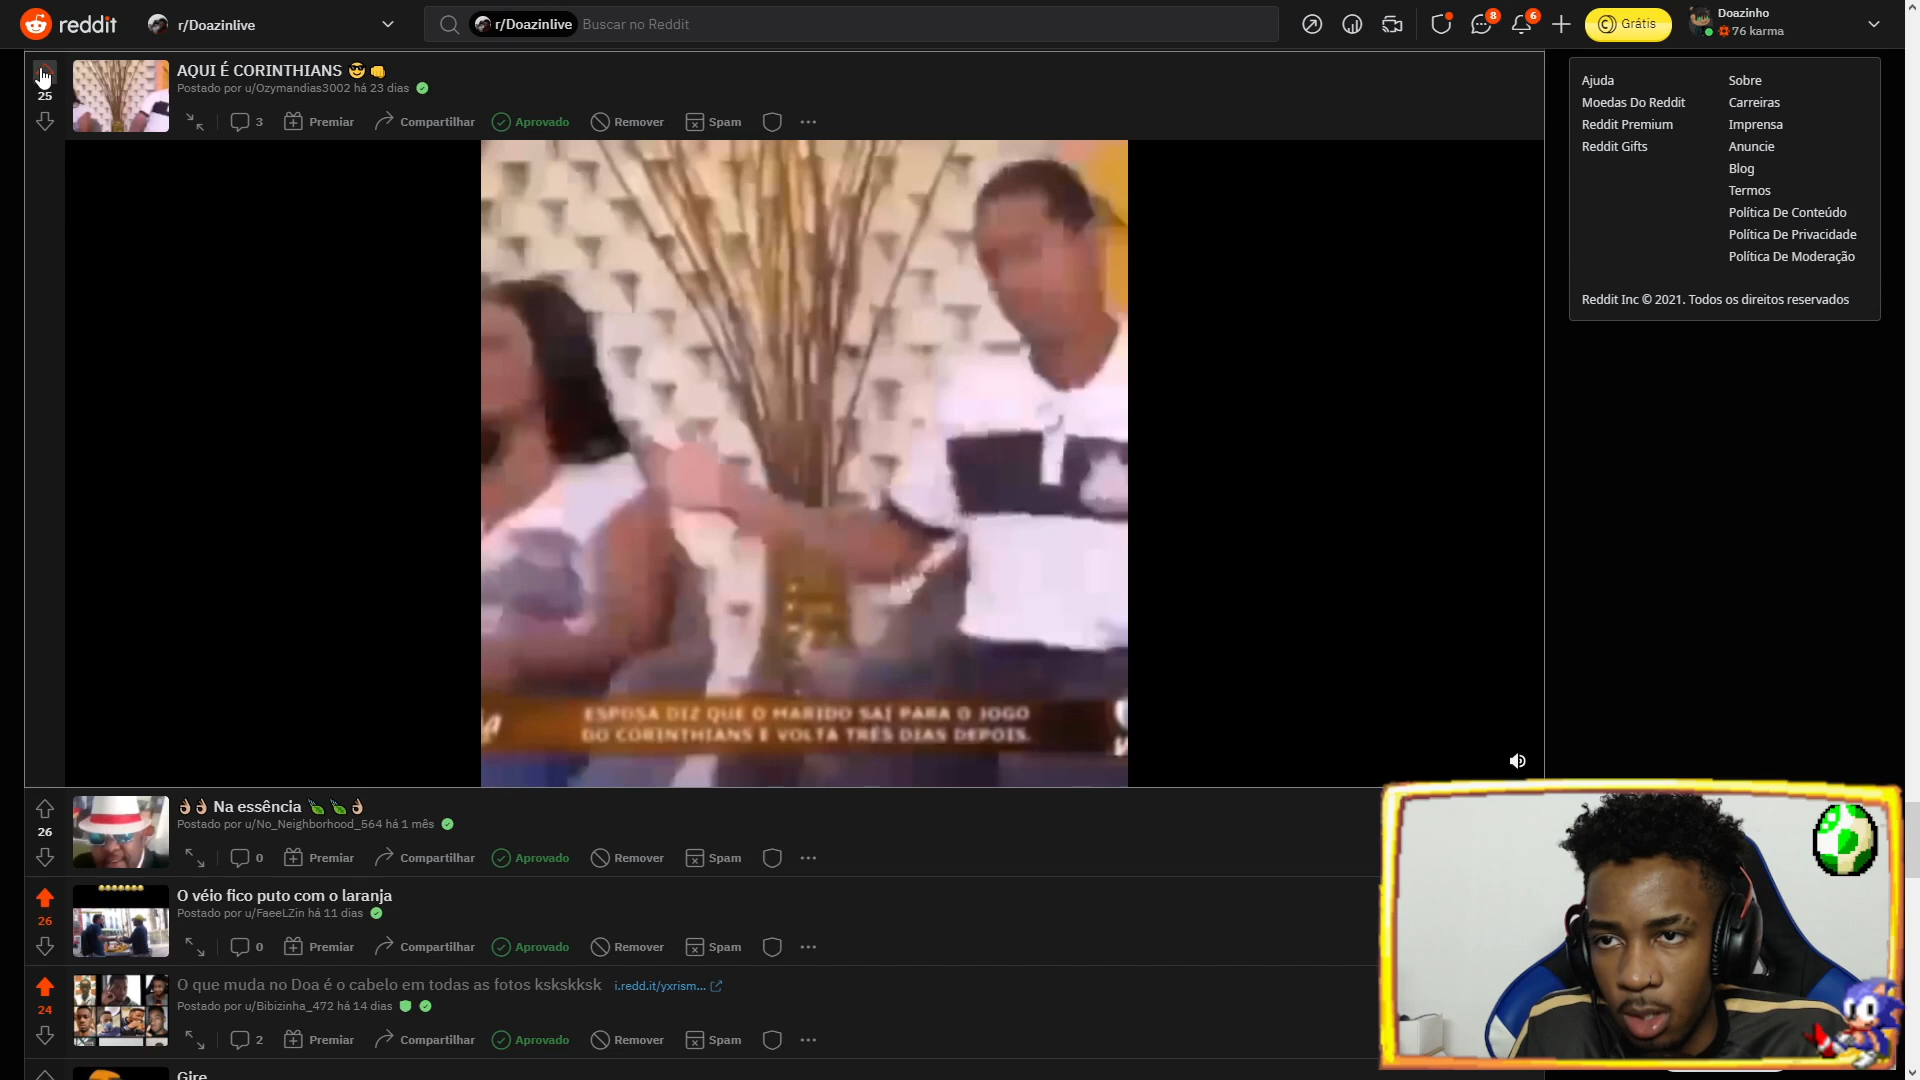 reddit
r/Doazinlive
r/Doazinlive Buscar no Reddit
8
6
Grátis
Doazinho
76 karma
25
AQUI É CORINTHIANS
Postado por u/Ozymandias3002 há 23 dias
3 Premiar Compartilhar Aprovado Remover Spam
ESPOSA DIZ QUE O MARIDO SAI PARA O JOGO
DO CORINTHIANS E VOLTA TRÊS DIAS DEPOIS.
26
Na essência
Postado por u/No_Neighborhood_564 há 1 mês
0 Premiar Compartilhar Aprovado Remover Spam
26
O véio fico puto com o laranja
Postado por u/FaeeLZin há 11 dias
0 Premiar Compartilhar Aprovado Remover Spam
24
O que muda no Doa é o cabelo em todas as fotos kskskksk i.redd.it/yxrism...
Postado por u/Bibizinha_472 há 14 dias
2 Premiar Compartilhar Aprovado Remover Spam
Gire
Ajuda
Moedas Do Reddit
Reddit Premium
Reddit Gifts
Sobre
Carreiras
Imprensa
Anuncie
Blog
Termos
Política De Conteúdo
Política De Privacidade
Política De Moderação
Reddit Inc © 2021. Todos os direitos reservados